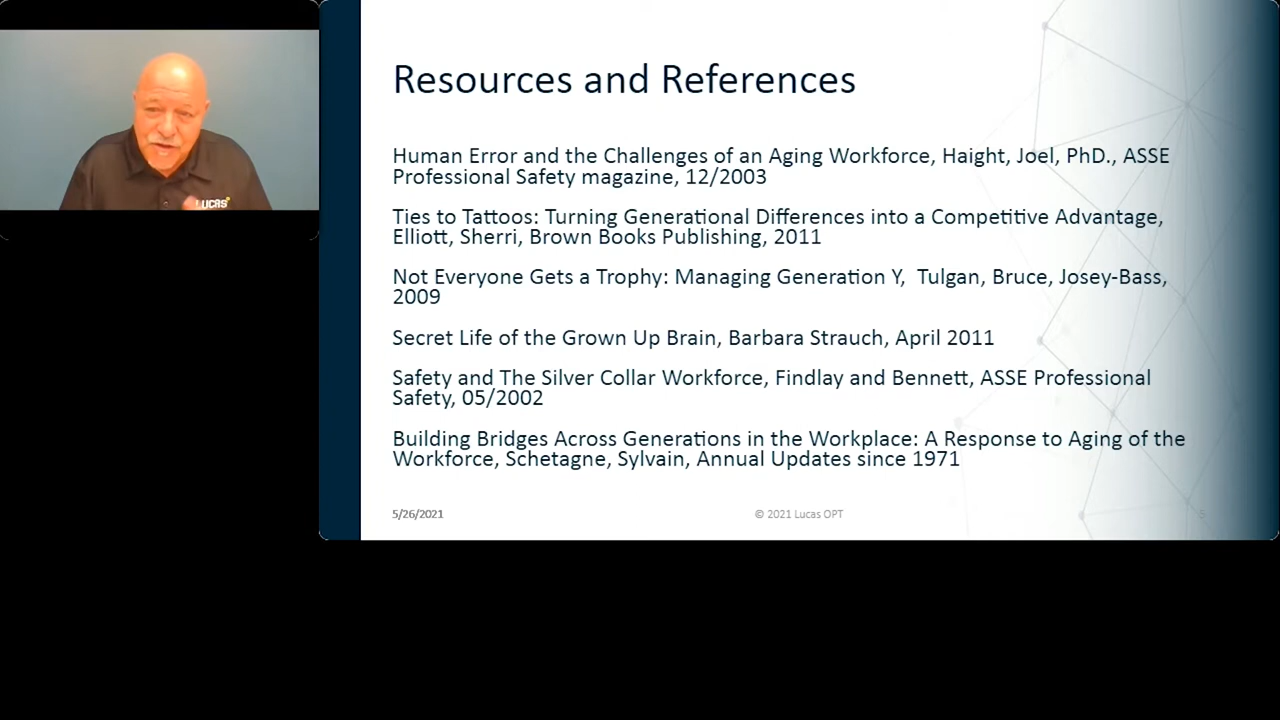 LUCAS
Resources and References
Human Error and the Challenges of an Aging Workforce, Haight, Joel, PhD., ASSE
Professional Safety magazine, 12/2003
Ties to Tattoos: Turning Generational Differences into a Competitive Advantage,
Elliott, Sherri, Brown Books Publishing, 2011
Not Everyone Gets a Trophy: Managing Generation Y,  Tulgan, Bruce, Josey-Bass,
2009
Secret Life of the Grown Up Brain, Barbara Strauch, April 2011
Safety and The Silver Collar Workforce, Findlay and Bennett, ASSE Professional
Safety, 05/2002
Building Bridges Across Generations in the Workplace: A Response to Aging of the
Workforce, Schetagne, Sylvain, Annual Updates since 1971
5/26/2021
© 2021 Lucas OPT
5